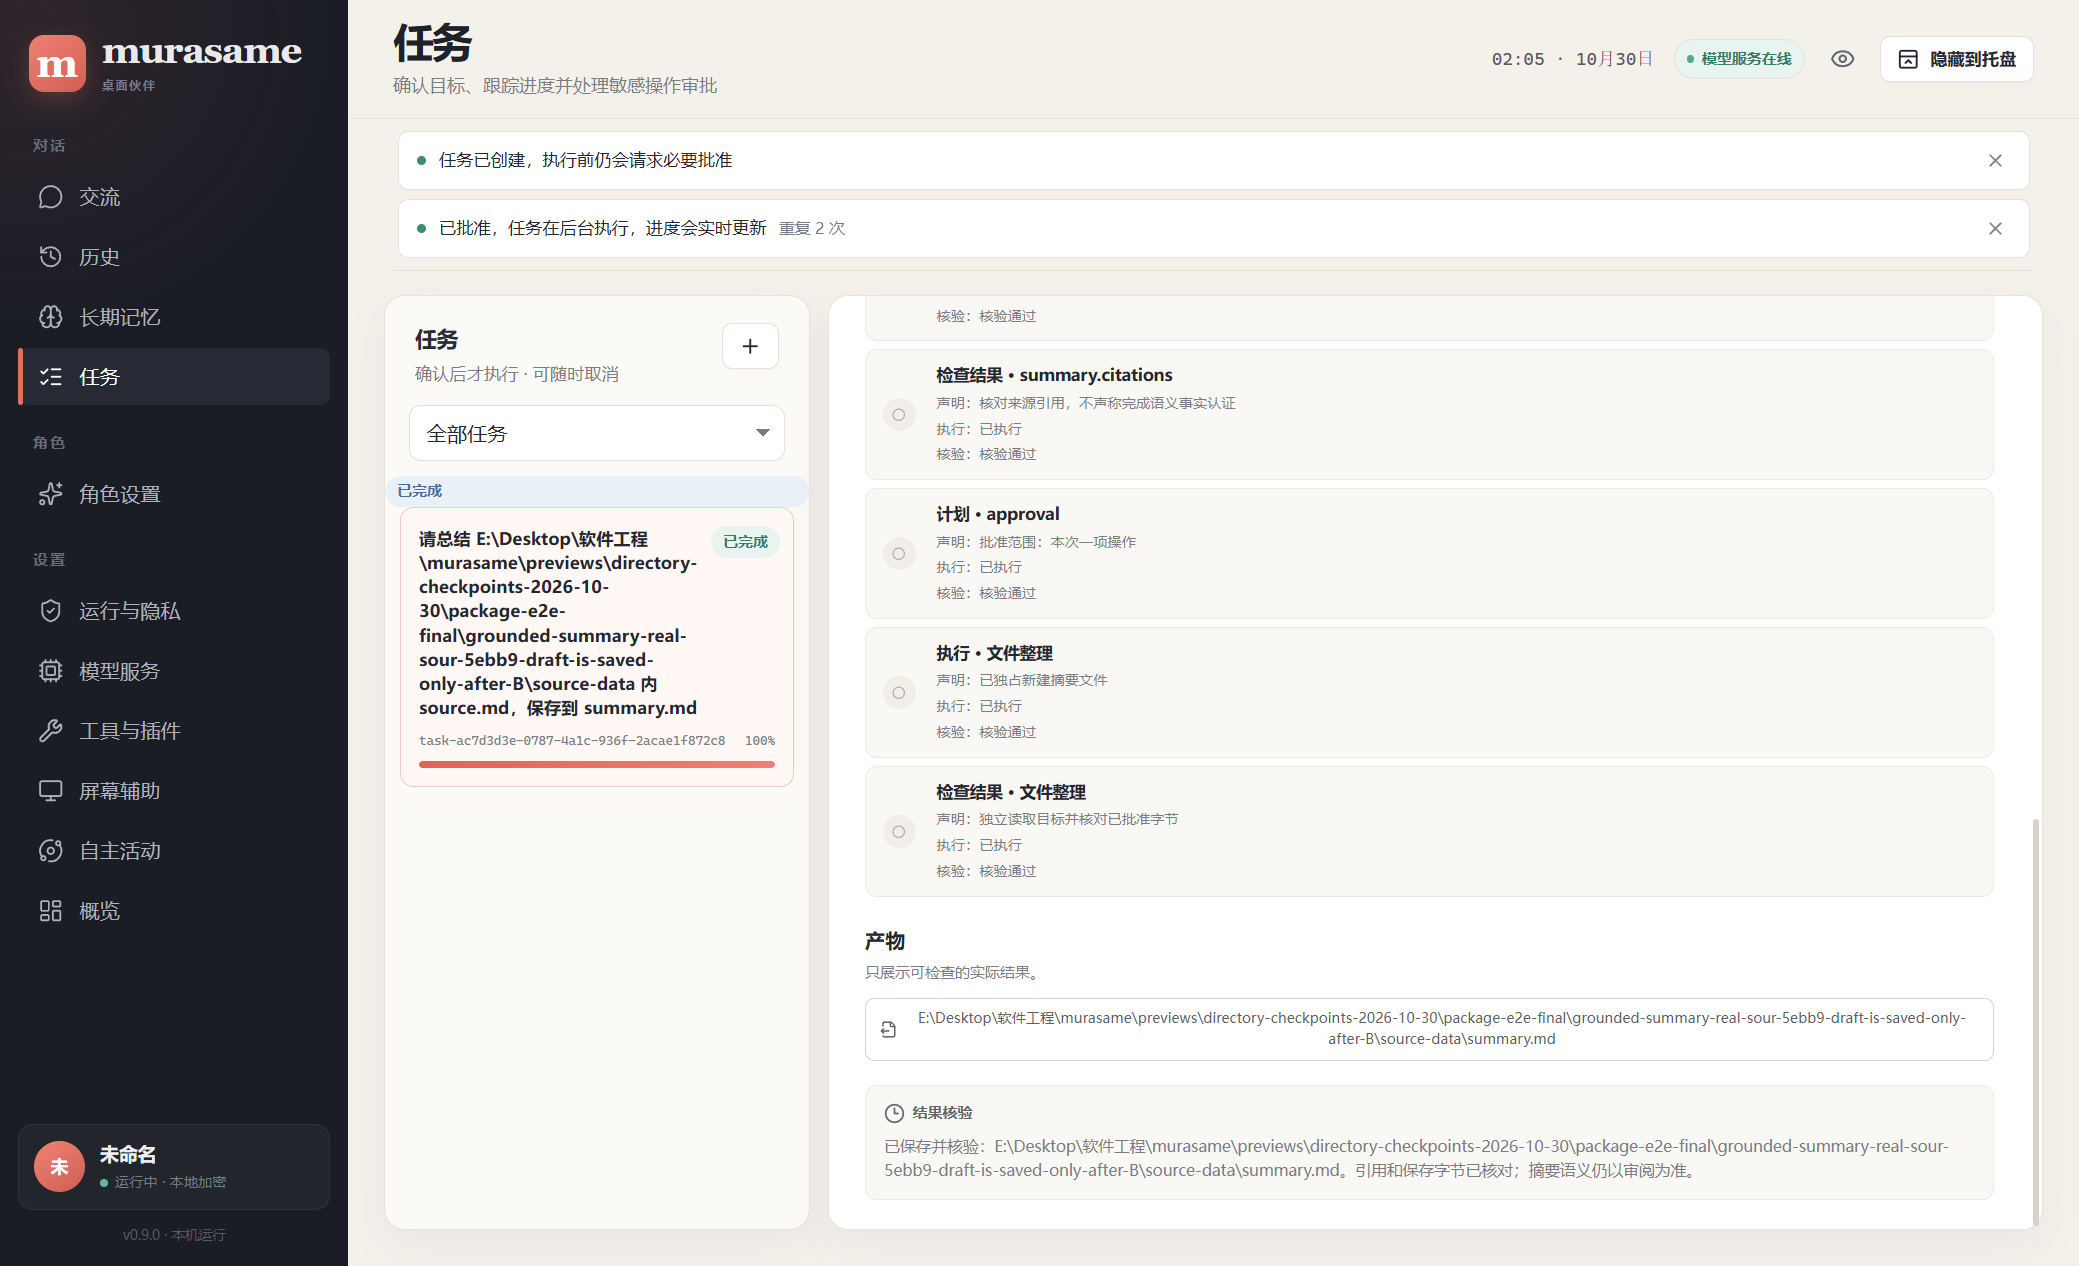 m murasame
桌面伙伴
对话
交流
历史
长期记忆
任务
角色
角色设置
设置
运行与隐私
模型服务
工具与插件
屏幕辅助
自主活动
概览
未 未命名
运行中 · 本地加密
v0.9.0 · 本机运行
任务
确认目标、跟踪进度并处理敏感操作审批
02:05 · 10月30日
模型服务在线
隐藏到托盘
任务已创建，执行前仍会请求必要批准
已批准，任务在后台执行，进度会实时更新 重复 2 次
任务
确认后才执行 · 可随时取消
全部任务
已完成
请总结 E:\Desktop\软件工程
\murasame\previews\directory-
checkpoints-2026-10-
30\package-e2e-
final\grounded-summary-real-
sour-5ebb9-draft-is-saved-
only-after-B\source-data 内
source.md，保存到 summary.md
已完成
task-ac7d3d3e-0787-4a1c-936f-2acae1f872c8 100%
核验：核验通过
检查结果 • summary.citations
声明：核对来源引用，不声称完成语义事实认证
执行：已执行
核验：核验通过
计划 • approval
声明：批准范围：本次一项操作
执行：已执行
核验：核验通过
执行 • 文件整理
声明：已独占新建摘要文件
执行：已执行
核验：核验通过
检查结果 • 文件整理
声明：独立读取目标并核对已批准字节
执行：已执行
核验：核验通过
产物
只展示可检查的实际结果。
E:\Desktop\软件工程\murasame\previews\directory-checkpoints-2026-10-30\package-e2e-final\grounded-summary-real-sour-5ebb9-draft-is-saved-only-
after-B\source-data\summary.md
结果核验
已保存并核验：E:\Desktop\软件工程\murasame\previews\directory-checkpoints-2026-10-30\package-e2e-final\grounded-summary-real-sour-
5ebb9-draft-is-saved-only-after-B\source-data\summary.md。引用和保存字节已核对；摘要语义仍以审阅为准。